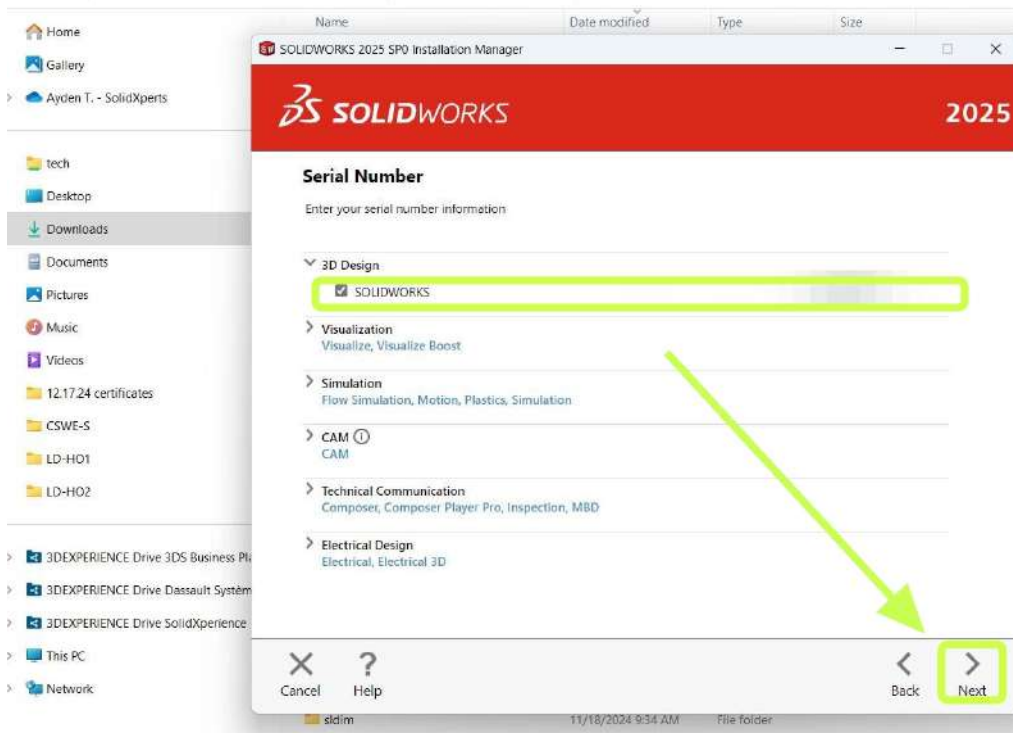 Name Date modified Type Size
Home
Gallery
Ayden T. - SolidXperts
tech
Desktop
Downloads
Documents
Pictures
Music
Videos
12.17.24 certificates
CSWE-S
LD-HO1
LD-HO2
3DEXPERIENCE Drive 3DS Business Pla
3DEXPERIENCE Drive Dassault Systèm
3DEXPERIENCE Drive SolidXperience
This PC
Network
SOLIDWORKS 2025 SP0 Installation Manager
SOLIDWORKS 2025
Serial Number
Enter your serial number information
3D Design
SOLIDWORKS
Visualization
Visualize, Visualize Boost
Simulation
Flow Simulation, Motion, Plastics, Simulation
CAM
CAM
Technical Communication
Composer, Composer Player Pro, Inspection, MBD
Electrical Design
Electrical, Electrical 3D
Cancel Help Back Next
sldim 11/18/2024 9:34 AM File folder